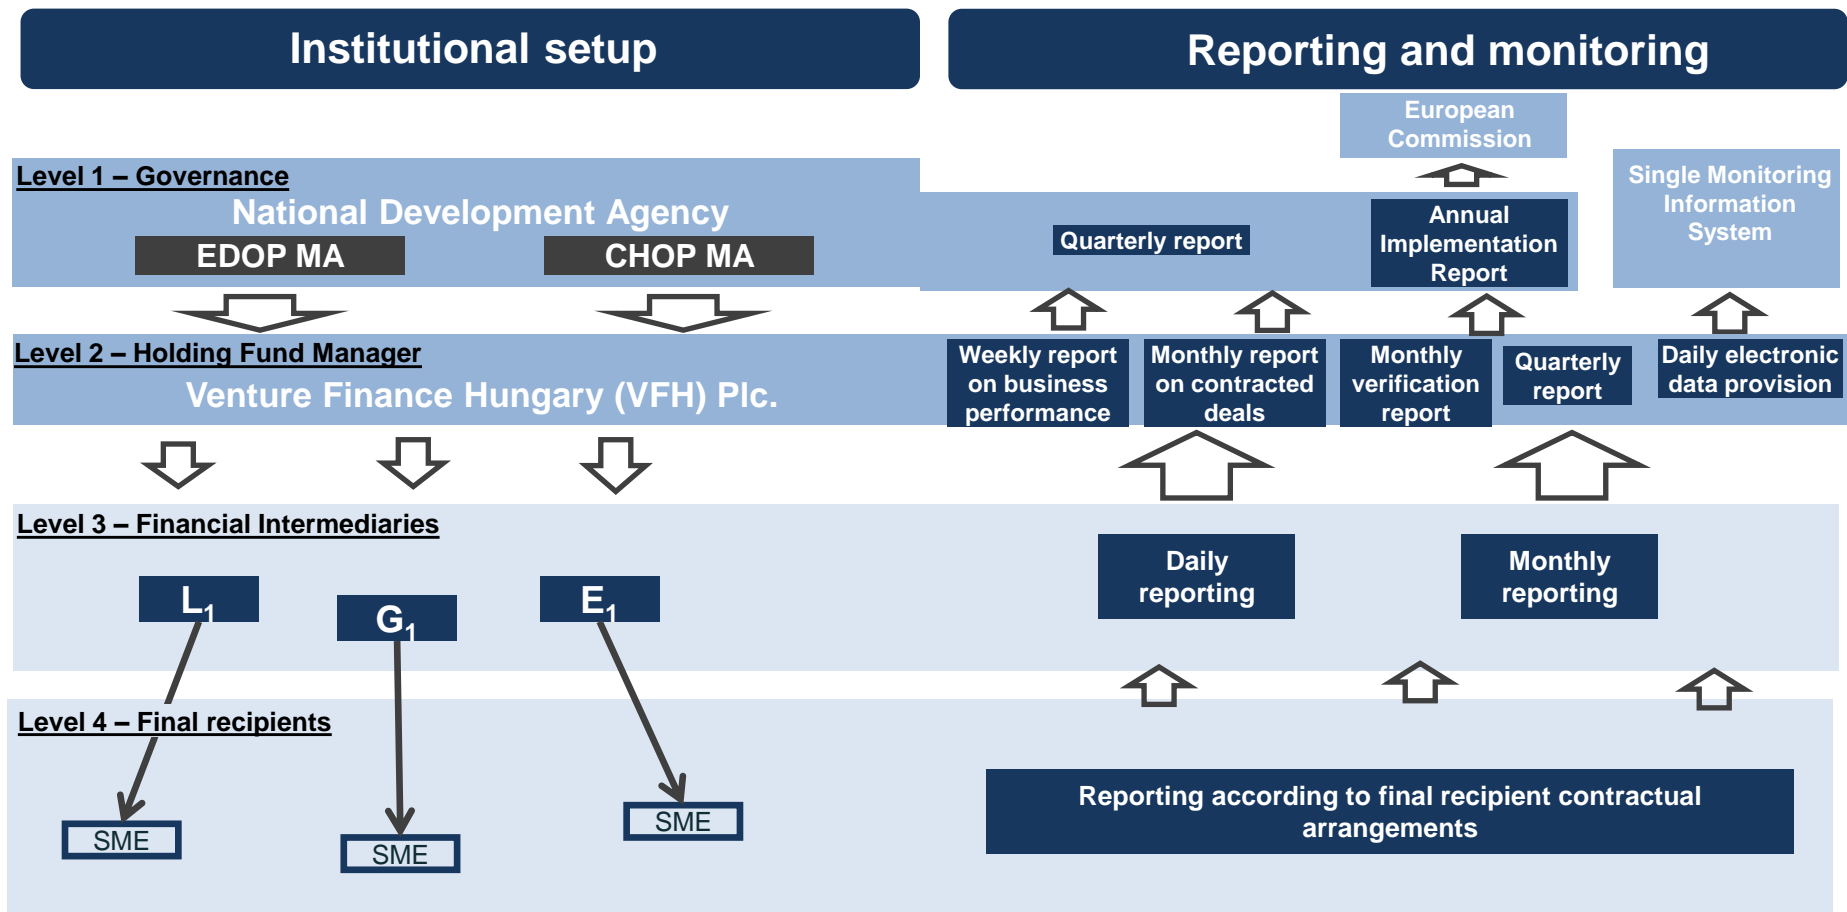 Institutional setup
Reporting and monitoring
European
Commission
Level 1 – Governance
National Development Agency
EDOP MA
CHOP MA
Quarterly report
Annual
Implementation
Report
Single Monitoring
Information
System
Level 2 – Holding Fund Manager
Venture Finance Hungary (VFH) Plc.
Weekly report
on business
performance
Monthly report
on contracted
deals
Monthly
verification
report
Quarterly
report
Daily electronic
data provision
Level 3 – Financial Intermediaries
L1
G1
E1
Daily
reporting
Monthly
reporting
Level 4 – Final recipients
SME
SME
SME
Reporting according to final recipient contractual
arrangements